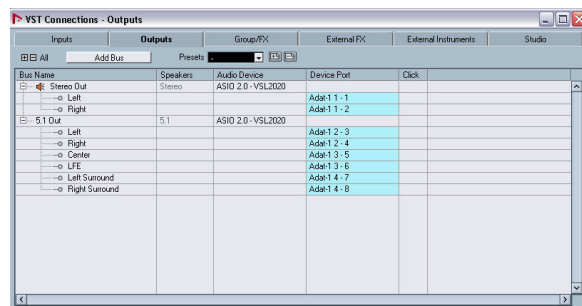 VST Connections - Outputs
Inputs Outputs Group/FX External FX External Instruments Studio
All Add Bus Presets -
Bus Name Speakers Audio Device Device Port Click
Stereo Out Stereo ASIO 2.0 - VSL2020
Left Adat-1 1 - 1
Right Adat-1 1 - 2
5.1 Out 5.1 ASIO 2.0 - VSL2020
Left Adat-1 2 - 3
Right Adat-1 2 - 4
Center Adat-1 3 - 5
LFE Adat-1 3 - 6
Left Surround Adat-1 4 - 7
Right Surround Adat-1 4 - 8